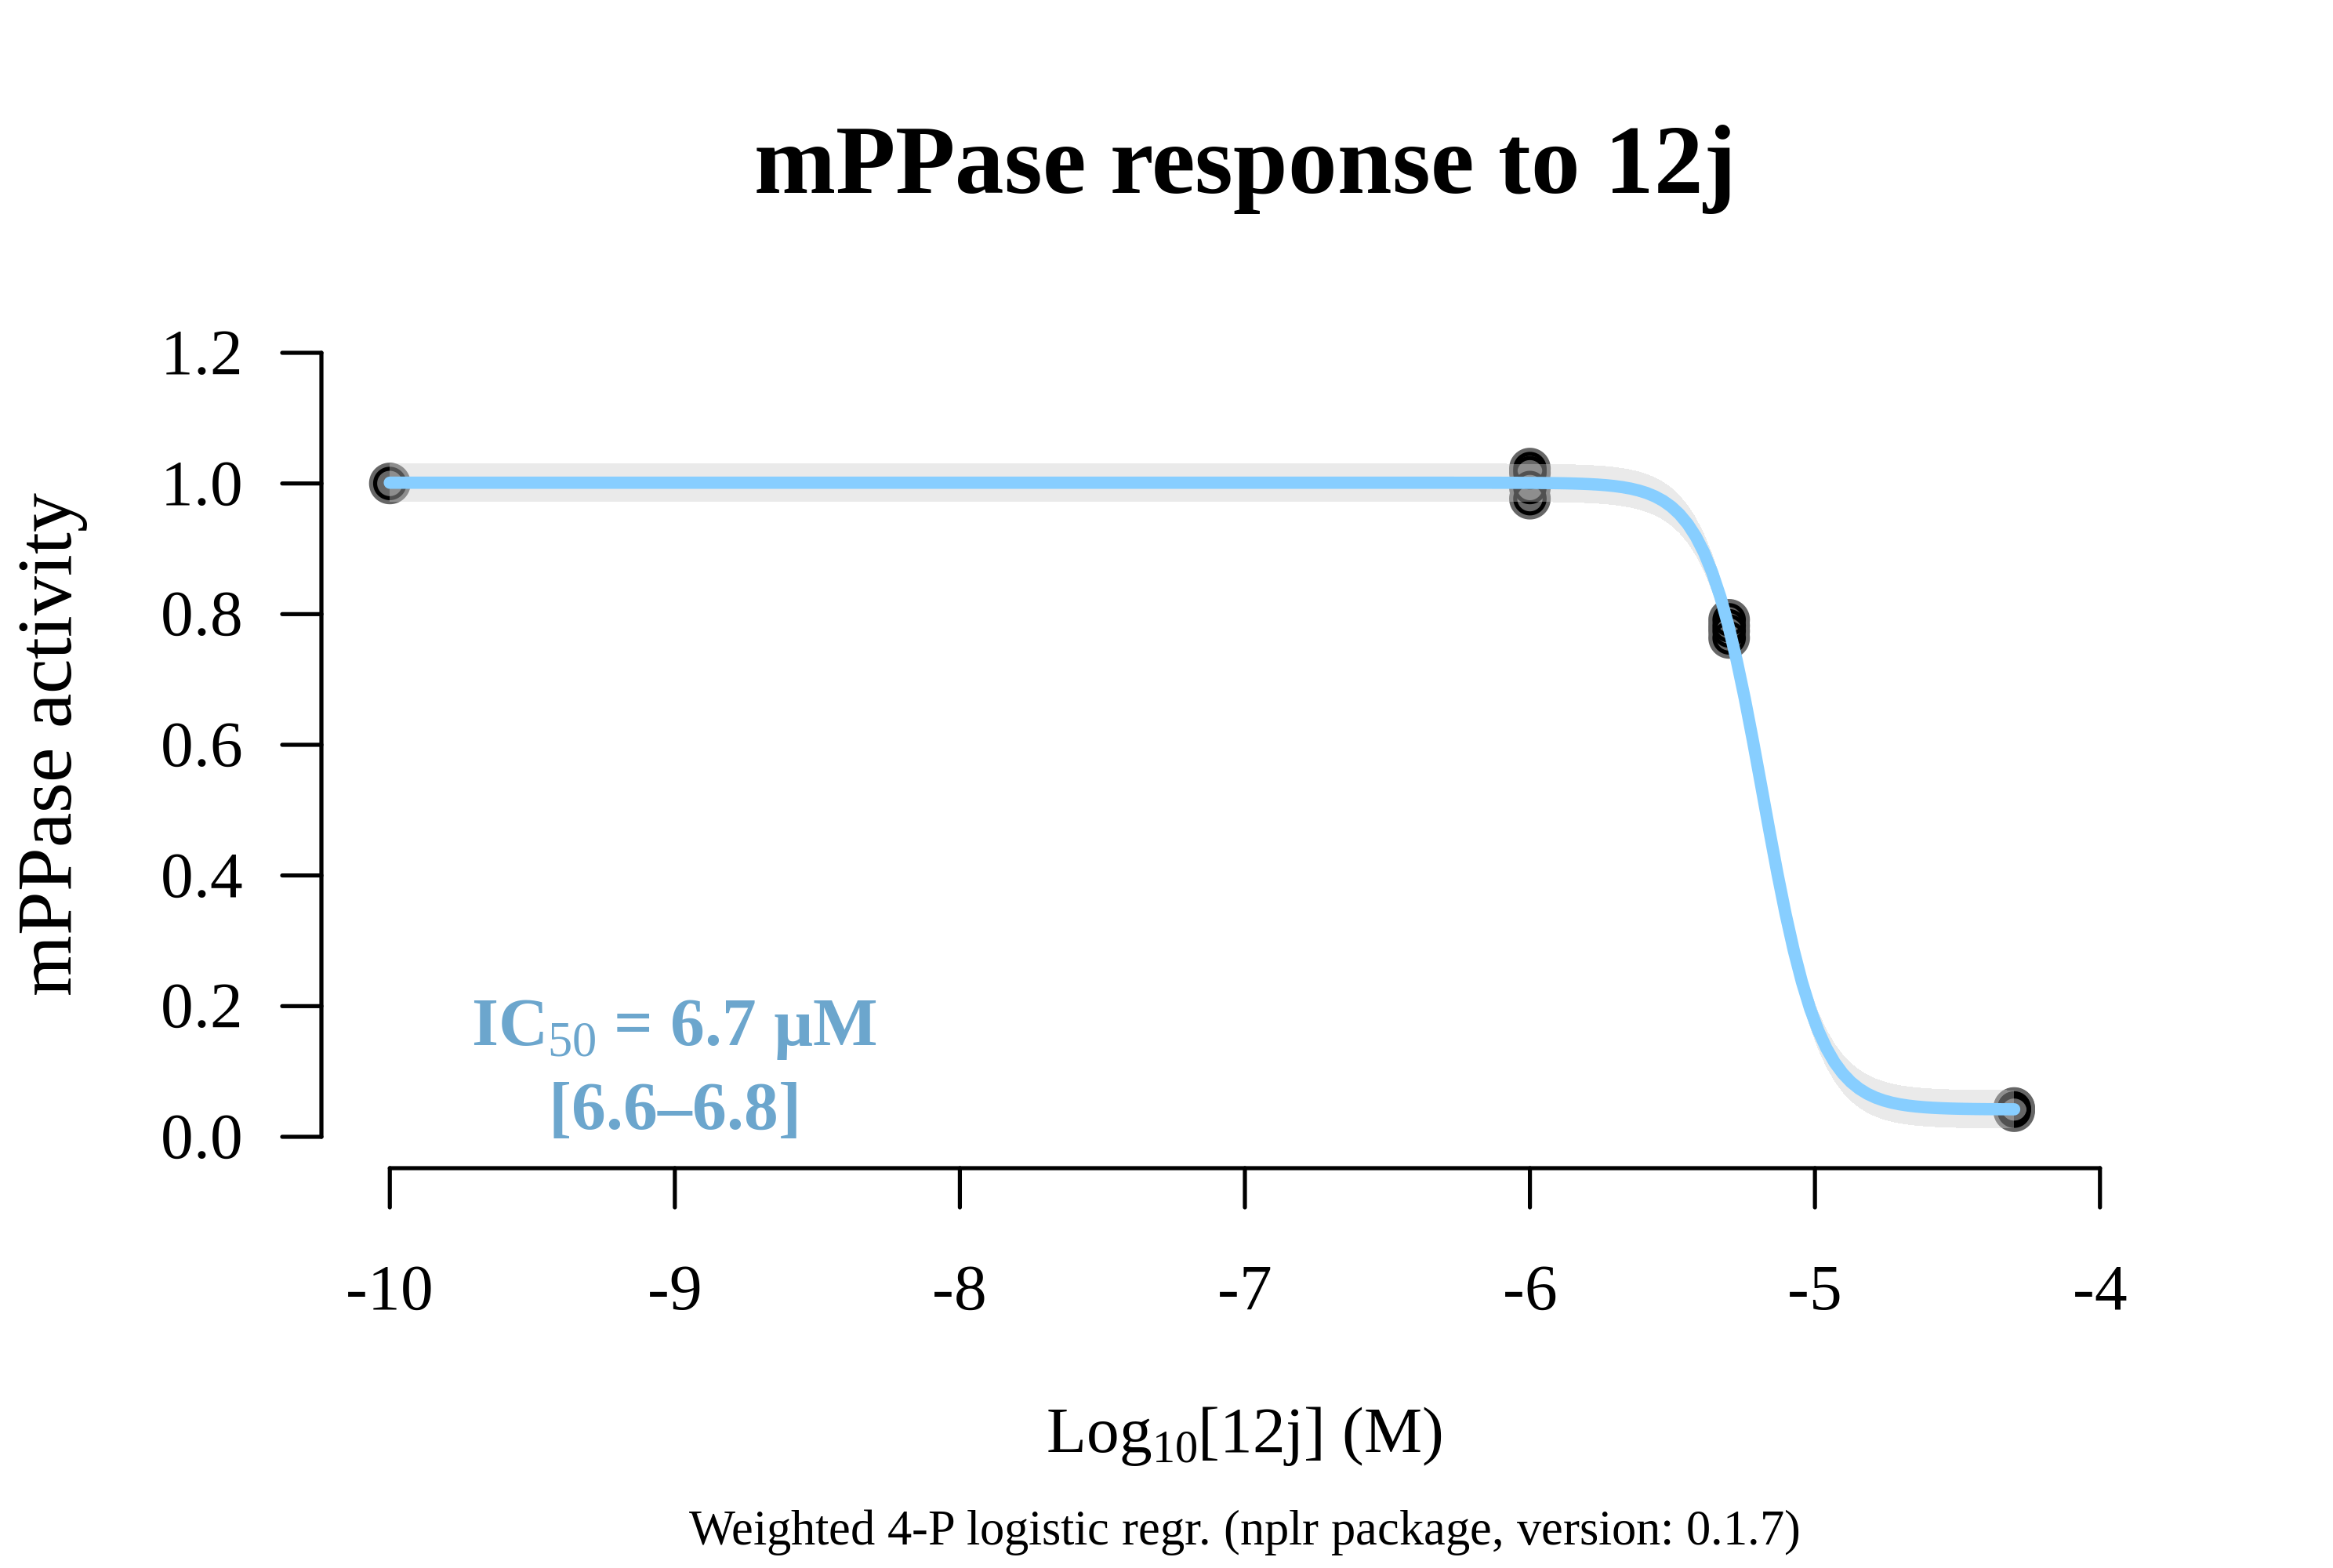 mPPase response to 12j
mPPase activity
1.2
1.0
0.8
0.6
0.4
0.2
0.0
IC50 = 6.7 µM
[6.6–6.8]
-10 -9 -8 -7 -6 -5 -4
Log10[12j] (M)
Weighted 4-P logistic regr. (nplr package, version: 0.1.7)